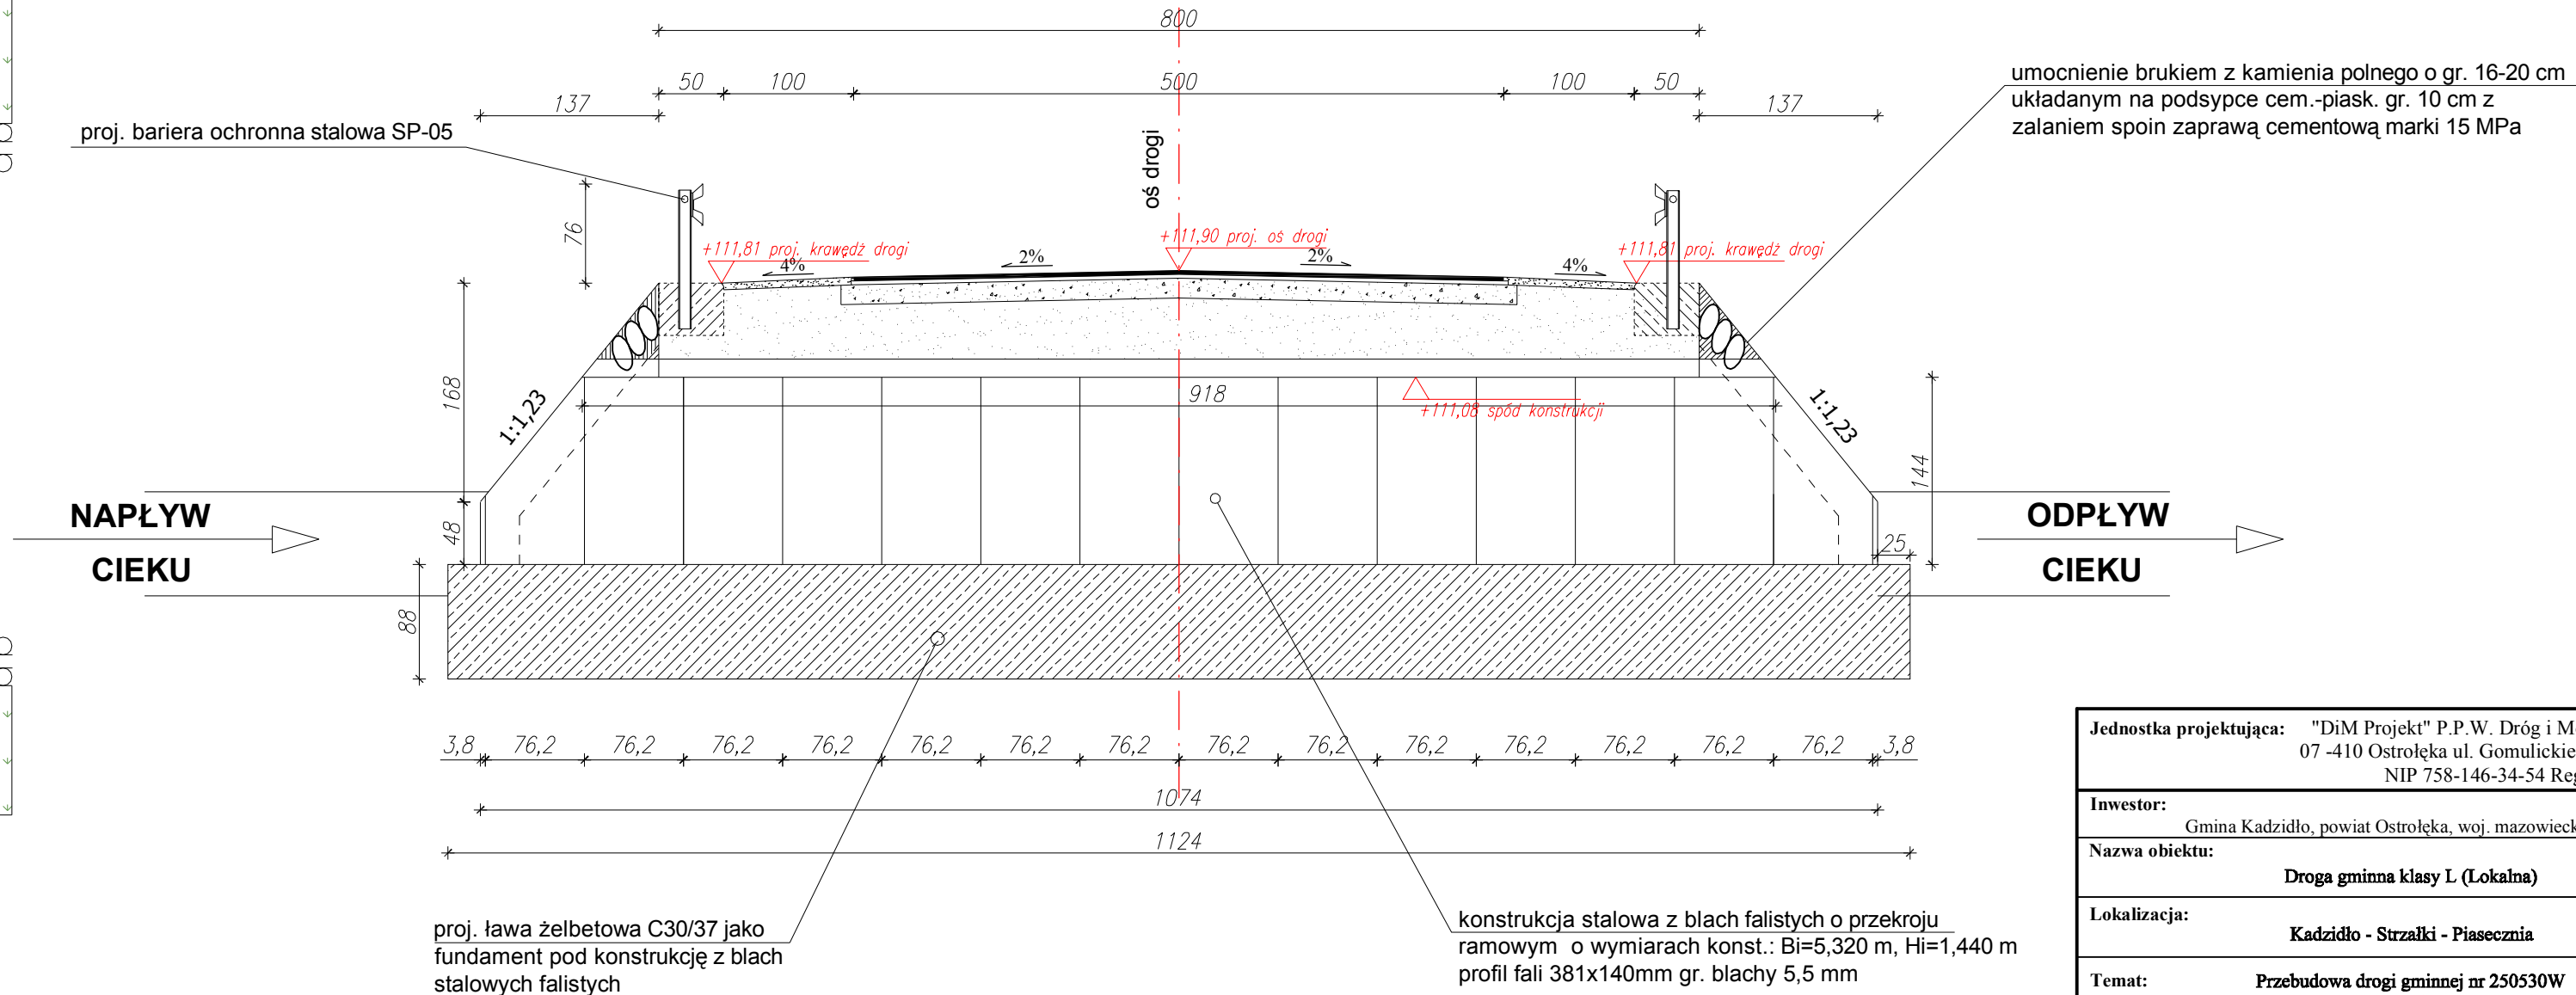 800
50 100 500 100 50
137 137
proj. bariera ochronna stalowa SP-05
umocnienie brukiem z kamienia polnego o gr. 16-20 cm
układanym na podsypce cem.-piask. gr. 10 cm z
zalaniem spoin zaprawą cementową marki 15 MPa
oś drogi
76
+111,81 proj. krawędź drogi
+111,90 proj. oś drogi
+111,81 proj. krawędź drogi
4% 2% 2% 4%
168
1:1,23
918
+111,08 spód konstrukcji
1:1,23
144
48
NAPŁYW
CIEKU
ODPŁYW
CIEKU
25
88
3,8 76,2 76,2 76,2 76,2 76,2 76,2 76,2 76,2 76,2 76,2 76,2 76,2 76,2 76,2 3,8
1074
1124
proj. ława żelbetowa C30/37 jako
fundament pod konstrukcję z blach
stalowych falistych
konstrukcja stalowa z blach falistych o przekroju
ramowym o wymiarach konst.: Bi=5,320 m, Hi=1,440 m
profil fali 381x140mm gr. blachy 5,5 mm
Jednostka projektująca: "DiM Projekt" P.P.W. Dróg i M
07 -410 Ostrołęka ul. Gomulickie
NIP 758-146-34-54 Reg
Inwestor:
Gmina Kadzidło, powiat Ostrołęka, woj. mazowieck
Nazwa obiektu:
Droga gminna klasy L (Lokalna)
Lokalizacja:
Kadzidło - Strzałki - Piasecznia
Temat: Przebudowa drogi gminnej nr 250530W